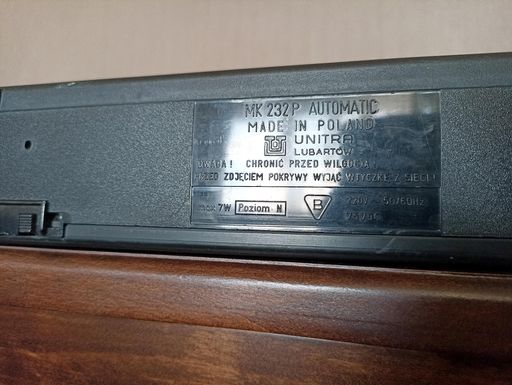 MK 232P AUTOMATIC
MADE IN POLAND
UNITRA
LUBARTÓW
UWAGA! CHRONIĆ PRZED WILGOCIĄ
PRZED ZDJĘCIEM POKRYWY WYJĄĆ WTYCZKĘ Z SIECI
max 7W Poziom N B 220V 50/60Hz